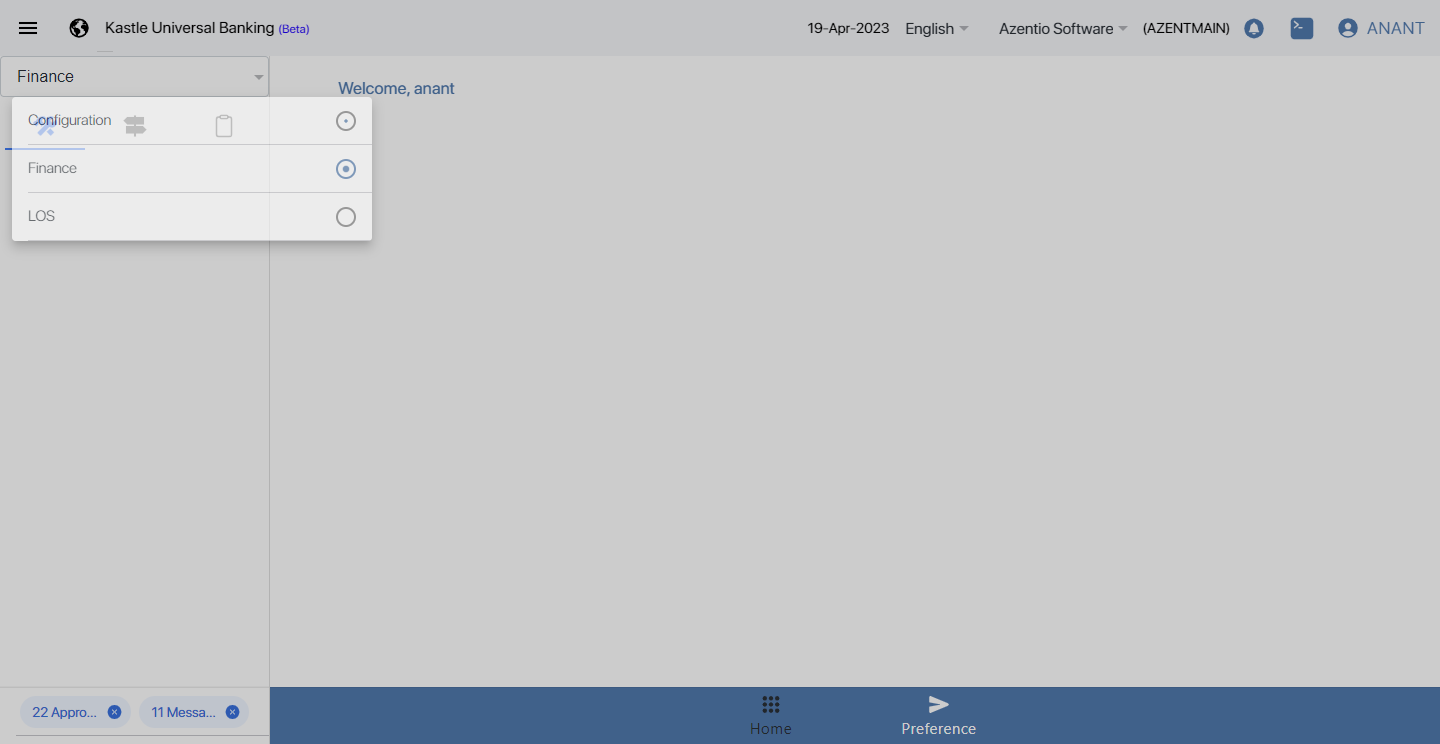 Kastle Universal Banking (Beta)
19-Apr-2023 English Azentio Software (AZENTMAIN) ANANT
Finance
Welcome, anant
Configuration
Finance
LOS
22 Appro... 11 Messa...
Home Preference